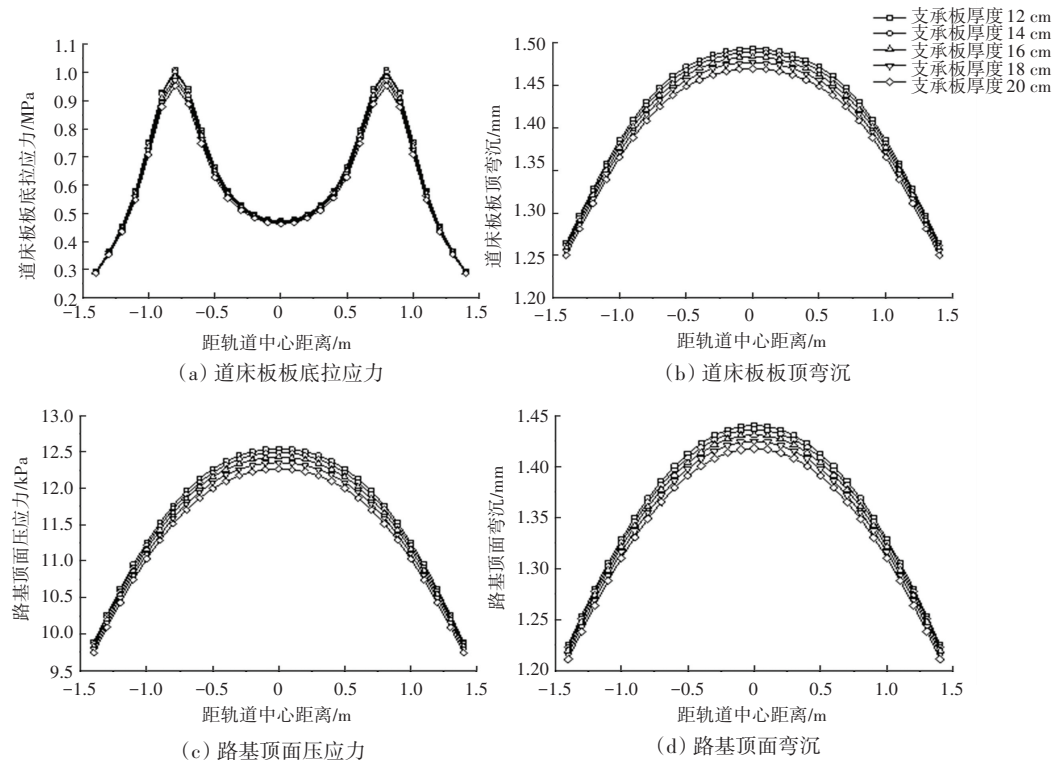 支承板厚度 12 cm
支承板厚度 14 cm
支承板厚度 16 cm
支承板厚度 18 cm
支承板厚度 20 cm
道床板板底拉应力/MPa
1.1
1.0
0.9
0.8
0.7
0.6
0.5
0.4
0.3
0.2
-1.5 -1.0 -0.5 0 0.5 1.0 1.5
距轨道中心距离/m
(a) 道床板板底拉应力
道床板板顶弯沉/mm
1.50
1.45
1.40
1.35
1.30
1.25
1.20
-1.5 -1.0 -0.5 0 0.5 1.0 1.5
距轨道中心距离/m
(b) 道床板板顶弯沉
路基顶面压应力/kPa
13.0
12.5
12.0
11.5
11.0
10.5
10.0
9.5
-1.5 -1.0 -0.5 0 0.5 1.0 1.5
距轨道中心距离/m
(c) 路基顶面压应力
路基顶面弯沉/mm
1.45
1.40
1.35
1.30
1.25
1.20
-1.5 -1.0 -0.5 0 0.5 1.0 1.5
距轨道中心距离/m
(d) 路基顶面弯沉